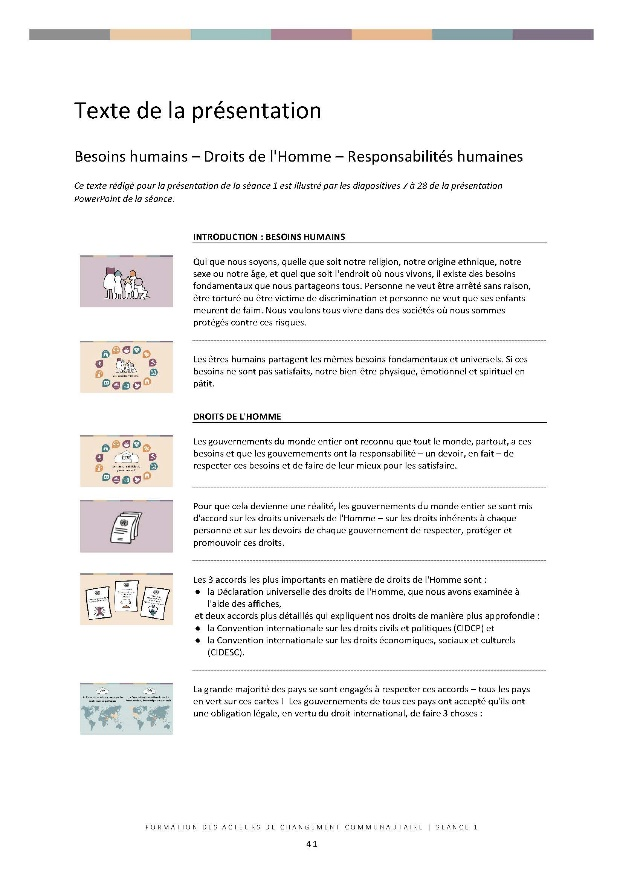 Texte de la présentation
Besoins humains – Droits de l'Homme – Responsabilités humaines
Ce texte rédigé pour la présentation de la séance 1 est illustré par les diapositives 7 à 28 de la présentation
PowerPoint de la séance.
INTRODUCTION : BESOINS HUMAINS
Qui que nous soyons, quelle que soit notre religion, notre origine ethnique, notre
sexe ou notre âge, et quel que soit l'endroit où nous vivons, il existe des besoins
fondamentaux que nous partageons tous. Personne ne veut être arrêté sans raison,
être torturé ou être victime de discrimination et personne ne veut que ses enfants
meurent de faim. Nous voulons tous vivre dans des sociétés où nous sommes
protégés contre ces risques.
Les êtres humains partagent les mêmes besoins fondamentaux et universels. Si ces
besoins ne sont pas satisfaits, notre bien-être physique, émotionnel et spirituel en
pâtit.
DROITS DE L'HOMME
Les gouvernements du monde entier ont reconnu que tout le monde, partout, a ces
besoins et que les gouvernements ont la responsabilité – un devoir, en fait – de
respecter ces besoins et de faire de leur mieux pour les satisfaire.
Pour que cela devienne une réalité, les gouvernements du monde entier se sont mis
d'accord sur les droits universels de l'Homme – sur les droits inhérents à chaque
personne et sur les devoirs de chaque gouvernement de respecter, protéger et
promouvoir ces droits.
Les 3 accords les plus importants en matière de droits de l'Homme sont :
● la Déclaration universelle des droits de l'Homme, que nous avons examinée à
l'aide des affiches,
et deux accords plus détaillés qui expliquent nos droits de manière plus approfondie :
● la Convention internationale sur les droits civils et politiques (CIDCP) et
● la Convention internationale sur les droits économiques, sociaux et culturels
(CIDESC).
La grande majorité des pays se sont engagés à respecter ces accords – tous les pays
en vert sur ces cartes ! Les gouvernements de tous ces pays ont accepté qu'ils ont
une obligation légale, en vertu du droit international, de faire 3 choses :
FORMATION DES ACTEURS DE CHANGEMENT COMMUNAUTAIRE | SÉANCE 1
41